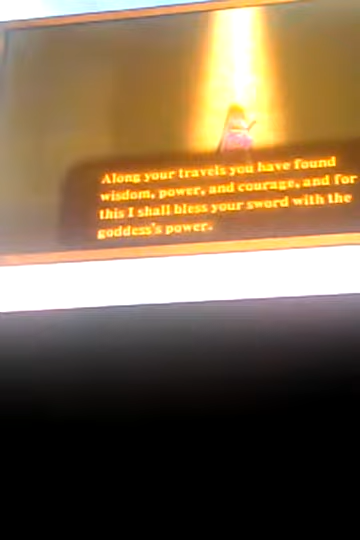 Along your travels you have found
wisdom, power, and courage, and for
this I shall bless your sword with the
goddess's power.